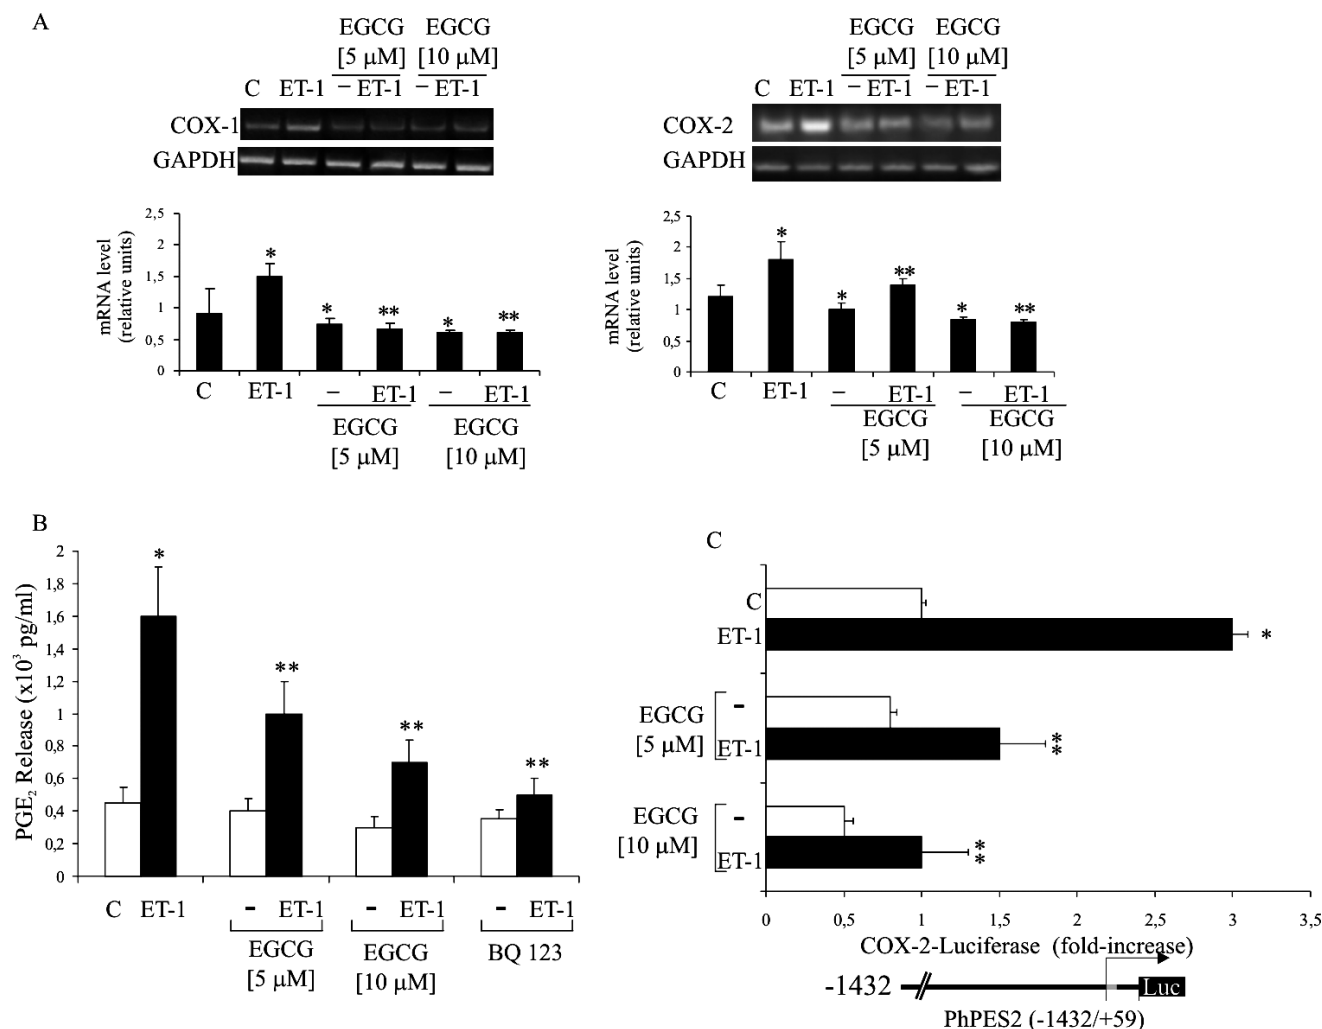 A
EGCG EGCG
[5 μM] [10 μM]
C ET-1 – ET-1 – ET-1
COX-1
GAPDH
2,5
2
1,5
1
0,5
0
mRNA level
(relative units)
* * ** * **
C ET-1 – ET-1 – ET-1
EGCG EGCG
[5 μM] [10 μM]
EGCG EGCG
[5 μM] [10 μM]
C ET-1 – ET-1 – ET-1
COX-2
GAPDH
2,5
2
1,5
1
0,5
0
mRNA level
(relative units)
* * ** * **
C ET-1 – ET-1 – ET-1
EGCG EGCG
[5 μM] [10 μM]
B
2
1,8
1,6
1,4
1,2
1
0,8
0,6
0,4
0,2
0
PGE2 Release (x10³ pg/ml)
* ** ** **
C ET-1 - ET-1 - ET-1 - ET-1
EGCG EGCG BQ 123
[5 μM] [10 μM]
C
C
ET-1 *
EGCG -
[5 μM] ET-1 **
EGCG -
[10 μM] ET-1 **
0 0,5 1 1,5 2 2,5 3 3,5
COX-2-Luciferase (fold-increase)
-1432 Luc
PhPES2 (-1432/+59)